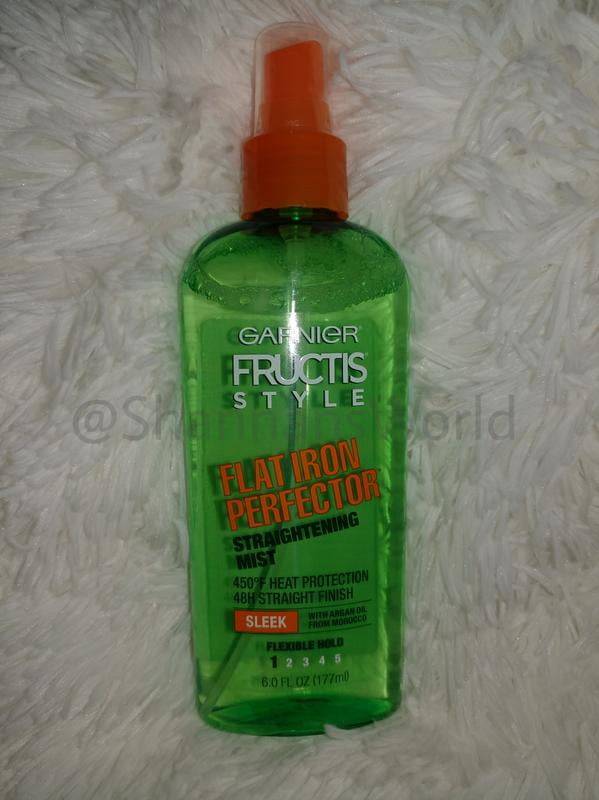 GARNIER
FRUCTIS
STYLE
FLAT IRON
PERFECTOR
STRAIGHTENING
MIST
450°F HEAT PROTECTION
48H STRAIGHT FINISH
SLEEK
WITH ARGAN OIL
FROM MOROCCO
FLEXIBLE HOLD
1 2 3 4 5
6.0 FL OZ (177ml)